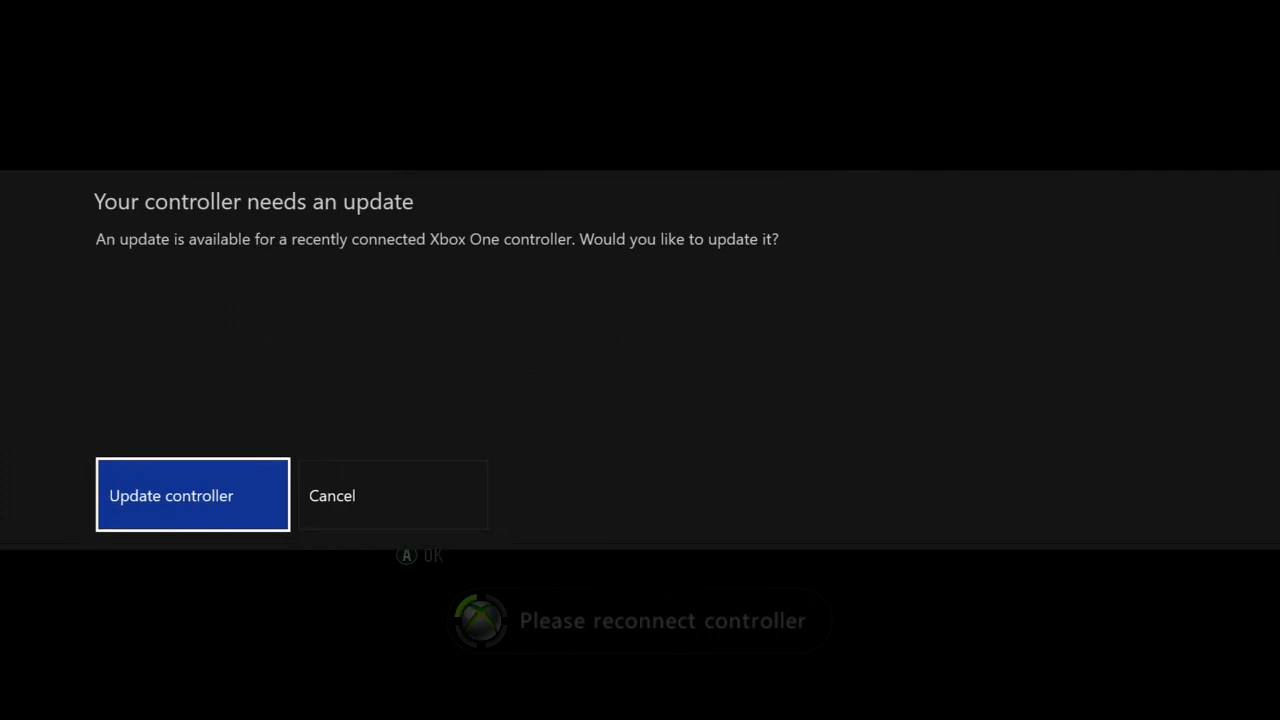 Your controller needs an update
An update is available for a recently connected Xbox One controller. Would you like to update it?
Update controller
Cancel
A OK
Please reconnect controller